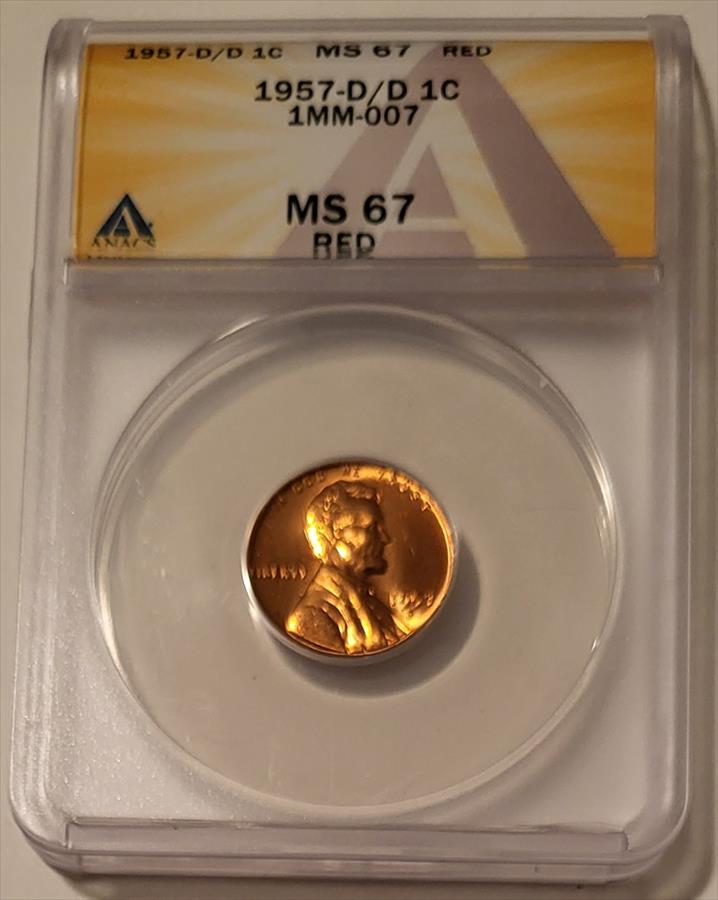 1957-D/D 1C MS 67 RED
1957-D/D 1C
1MM-007
MS 67
RED
ANACS
LIBERTY